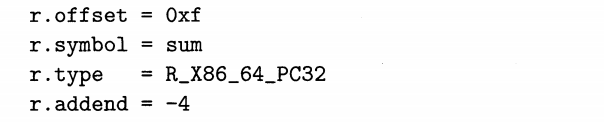 r.offset = 0xf
r.symbol = sum
r.type   = R_X86_64_PC32
r.addend = -4